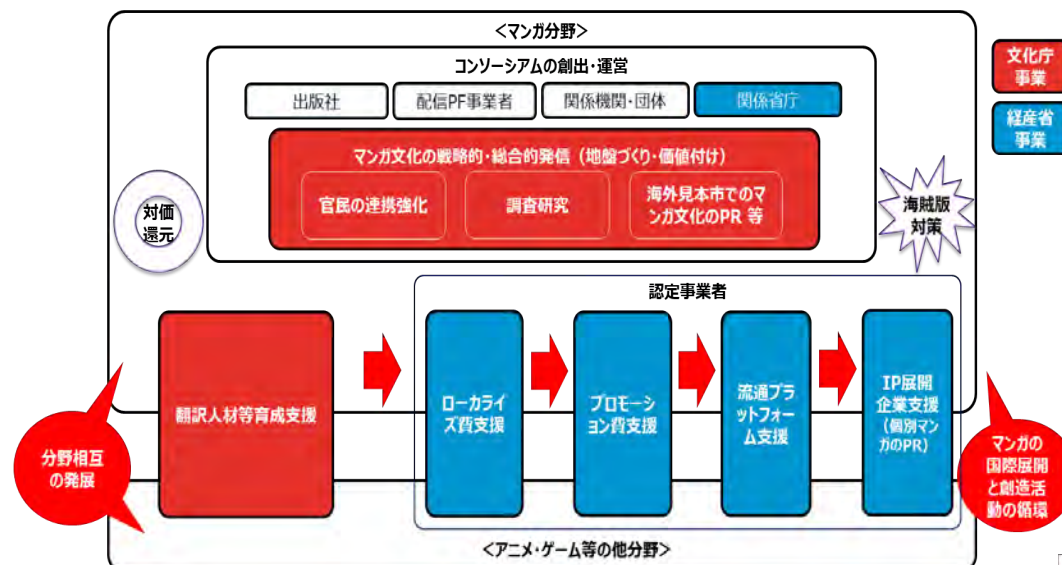 <マンガ分野>
コンソーシアムの創出・運営
出版社
配信PF事業者
関係機関・団体
関係省庁
マンガ文化の戦略的・総合的発信（地盤づくり・価値付け）
官民の連携強化
調査研究
海外見本市でのマ
ンガ文化のPR 等
文化庁
事業
経産省
事業
対価
還元
海賊版
対策
認定事業者
翻訳人材等育成支援
ローカライ
ズ費支援
プロモーシ
ョン費支援
流通プラ
ットフォー
ム支援
IP展開
企業支援
（個別マン
ガのPR）
分野相互
の発展
マンガの
国際展開
と創造活
動の循環
<アニメ・ゲーム等の他分野>